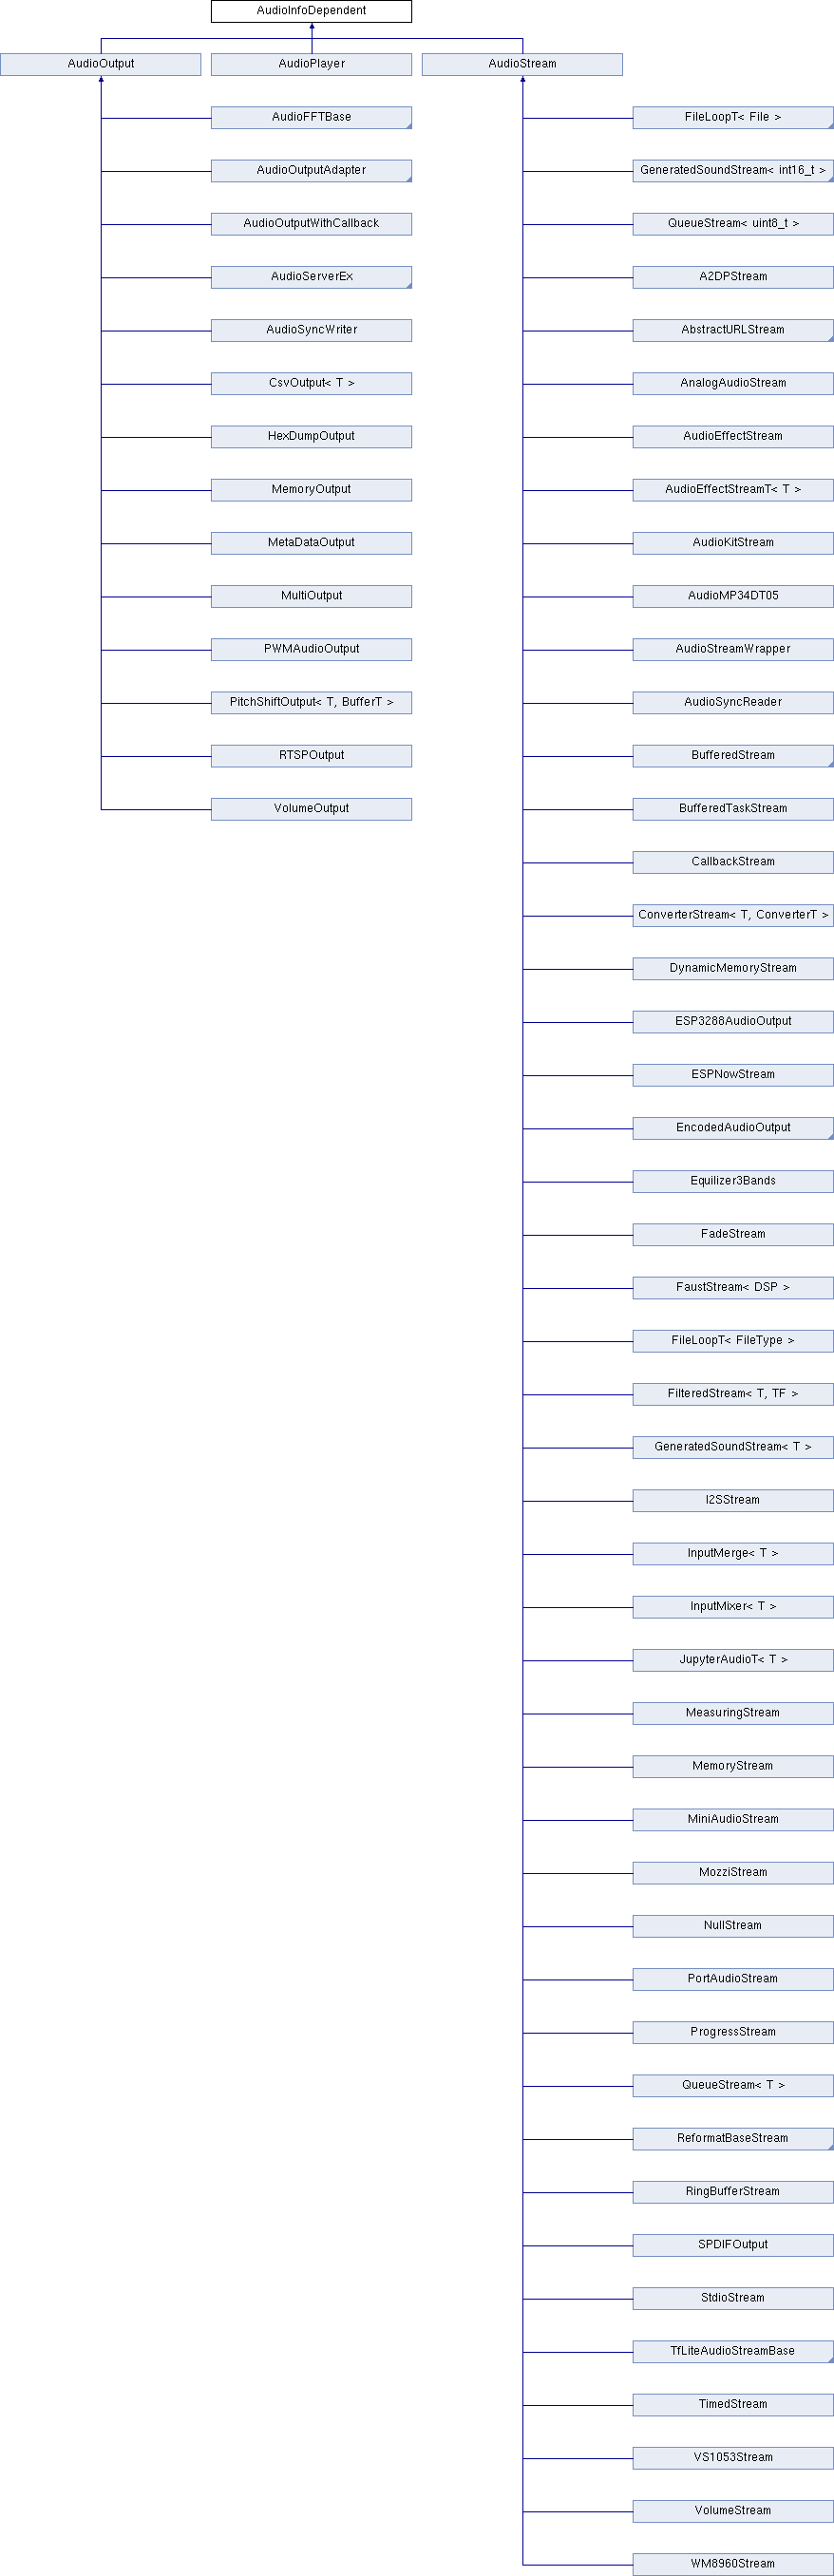 AudioInfoDependent
AudioOutput
AudioPlayer
AudioStream
AudioFFTBase
AudioOutputAdapter
AudioOutputWithCallback
AudioServerEx
AudioSyncWriter
CsvOutput< T >
HexDumpOutput
MemoryOutput
MetaDataOutput
MultiOutput
PWMAudioOutput
PitchShiftOutput< T, BufferT >
RTSPOutput
VolumeOutput
FileLoopT< File >
GeneratedSoundStream< int16_t >
QueueStream< uint8_t >
A2DPStream
AbstractURLStream
AnalogAudioStream
AudioEffectStream
AudioEffectStreamT< T >
AudioKitStream
AudioMP34DT05
AudioStreamWrapper
AudioSyncReader
BufferedStream
BufferedTaskStream
CallbackStream
ConverterStream< T, ConverterT >
DynamicMemoryStream
ESP3288AudioOutput
ESPNowStream
EncodedAudioOutput
Equilizer3Bands
FadeStream
FaustStream< DSP >
FileLoopT< FileType >
FilteredStream< T, TF >
GeneratedSoundStream< T >
I2SStream
InputMerge< T >
InputMixer< T >
JupyterAudioT< T >
MeasuringStream
MemoryStream
MiniAudioStream
MozziStream
NullStream
PortAudioStream
ProgressStream
QueueStream< T >
ReformatBaseStream
RingBufferStream
SPDIFOutput
StdioStream
TfLiteAudioStreamBase
TimedStream
VS1053Stream
VolumeStream
WM8960Stream